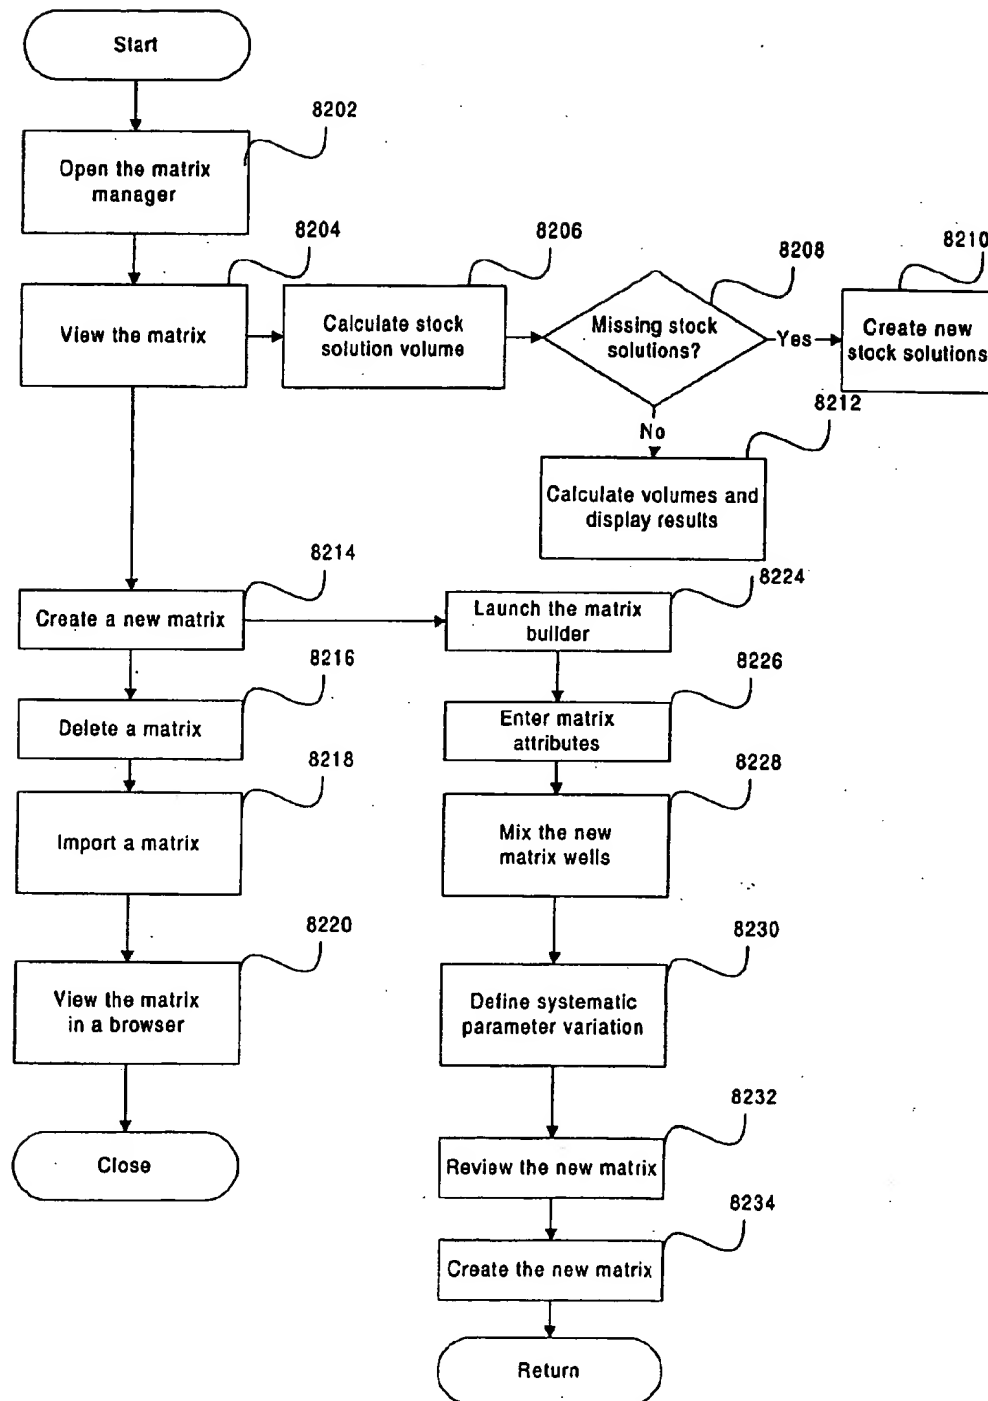 Start
8202
Open the matrix
manager
8204
View the matrix
8206
Calculate stock
solution volume
8208
Missing stock
solutions?
Yes
8210
Create new
stock solutions
No
8212
Calculate volumes and
display results
8214
Create a new matrix
8216
Delete a matrix
8218
Import a matrix
8220
View the matrix
in a browser
Close
8224
Launch the matrix
builder
8226
Enter matrix
attributes
8228
Mix the new
matrix wells
8230
Define systematic
parameter variation
8232
Review the new matrix
8234
Create the new matrix
Return